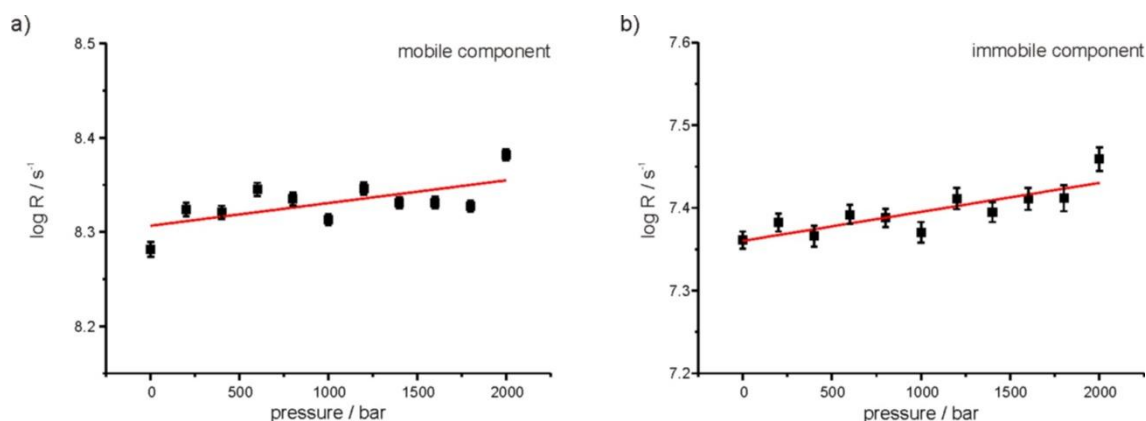 a)
mobile component
8.5
8.4
8.3
8.2
log R / s⁻¹
0 500 1000 1500 2000
pressure / bar
b)
immobile component
7.6
7.5
7.4
7.3
7.2
log R / s⁻¹
0 500 1000 1500 2000
pressure / bar